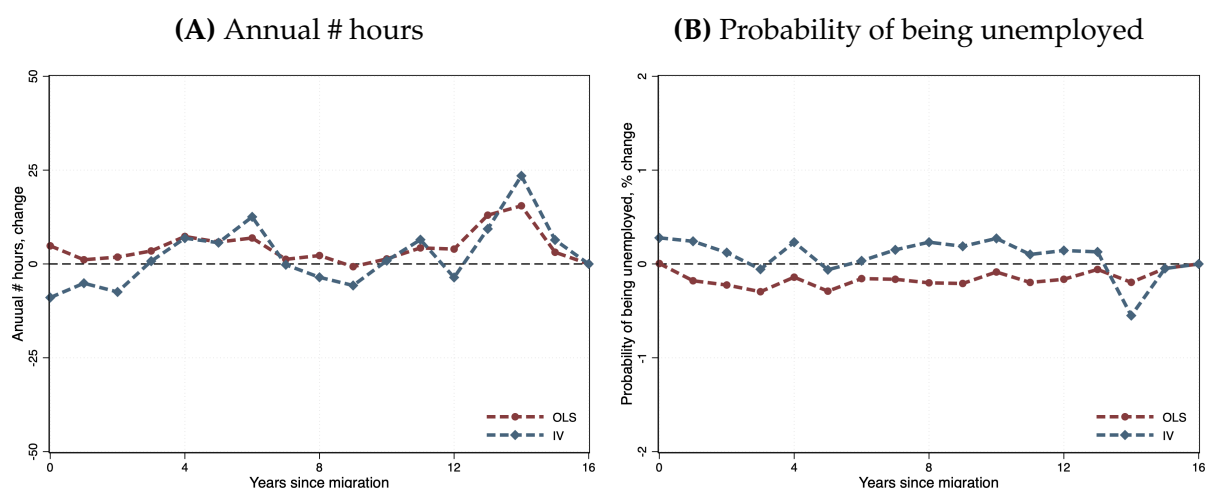 (A) Annual # hours
Anuual # hours, change
50
25
0
-25
-50
0 4 8 12 16
Years since migration
OLS
IV
(B) Probability of being unemployed
Probability of being unemployed, % change
2
1
0
-1
-2
0 4 8 12 16
Years since migration
OLS
IV